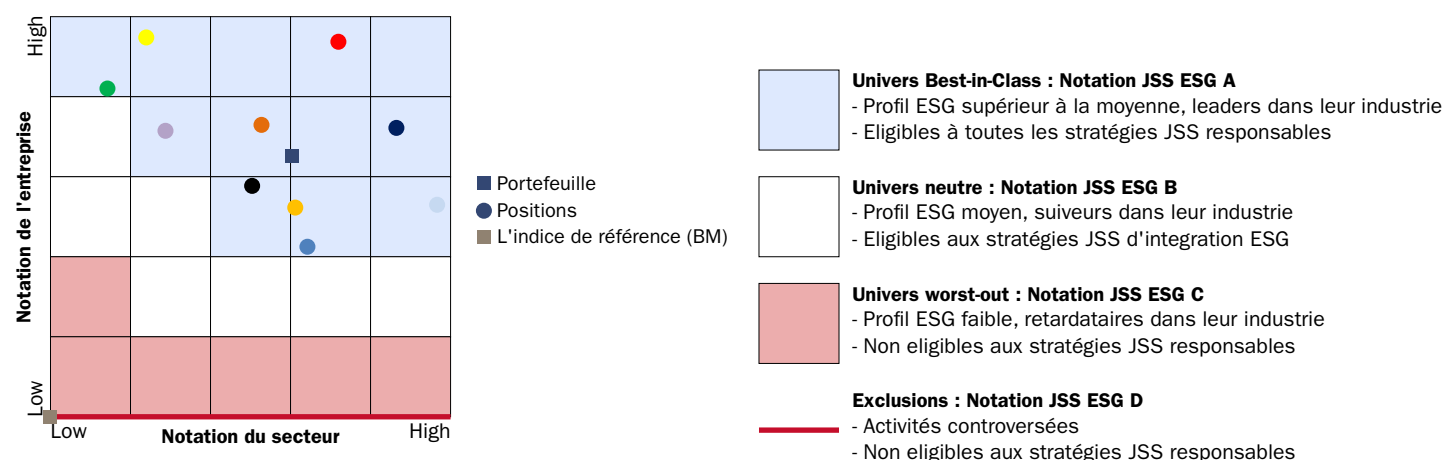 High
Notation de l'entreprise
Low
Low
Notation du secteur
High
Portefeuille
Positions
L'indice de référence (BM)
Univers Best-in-Class : Notation JSS ESG A
- Profil ESG supérieur à la moyenne, leaders dans leur industrie
- Eligibles à toutes les stratégies JSS responsables
Univers neutre : Notation JSS ESG B
- Profil ESG moyen, suiveurs dans leur industrie
- Eligibles aux stratégies JSS d'integration ESG
Univers worst-out : Notation JSS ESG C
- Profil ESG faible, retardataires dans leur industrie
- Non eligibles aux stratégies JSS responsables
Exclusions : Notation JSS ESG D
- Activités controversées
- Non eligibles aux stratégies JSS responsables